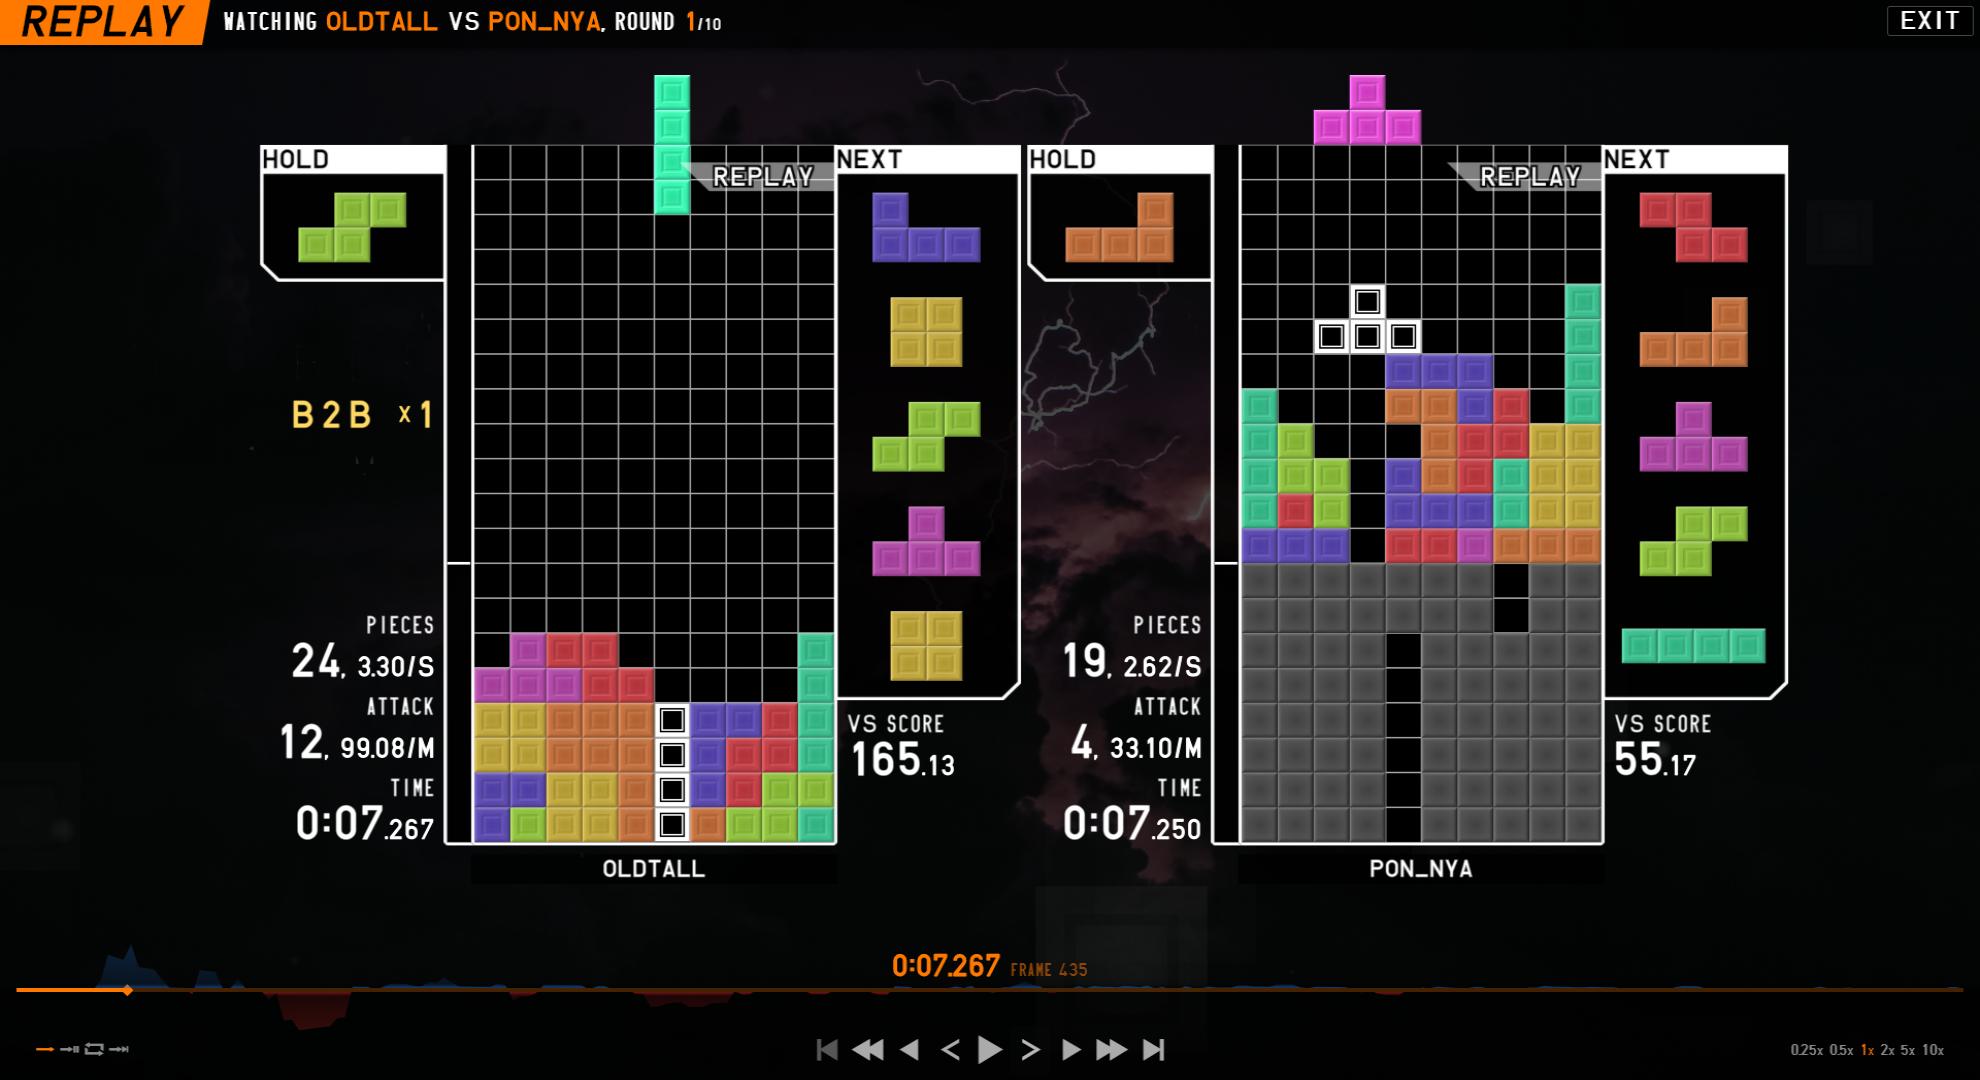 REPLAY
WATCHING OLDTALL VS PON_NYA, ROUND 1/10
EXIT
HOLD
REPLAY
NEXT
B2B x1
PIECES
24, 3.30/S
ATTACK
12, 99.08/M
TIME
0:07.267
VS SCORE
165.13
OLDTALL
HOLD
REPLAY
NEXT
PIECES
19, 2.62/S
ATTACK
4, 33.10/M
TIME
0:07.250
VS SCORE
55.17
PON_NYA
0:07.267 FRAME 435
0.25x 0.5x 1x 2x 5x 10x